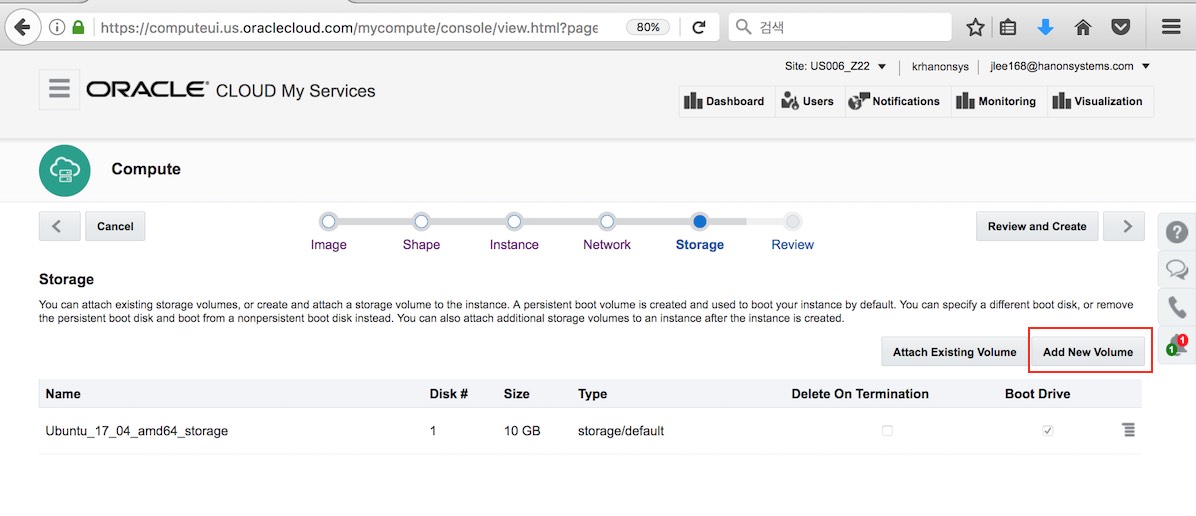 https://computeui.us.oraclecloud.com/mycompute/console/view.html?page
80%
검색
Site: US006_Z22
krhanonsys
jlee168@hanonsystems.com
ORACLE® CLOUD My Services
Dashboard
Users
Notifications
Monitoring
Visualization
Compute
Cancel
Image
Shape
Instance
Network
Storage
Review
Review and Create
Storage
You can attach existing storage volumes, or create and attach a storage volume to the instance. A persistent boot volume is created and used to boot your instance by default. You can specify a different boot disk, or remove
the persistent boot disk and boot from a nonpersistent boot disk instead. You can also attach additional storage volumes to an instance after the instance is created.
Attach Existing Volume
Add New Volume
1
1
Name Disk # Size Type Delete On Termination Boot Drive
Ubuntu_17_04_amd64_storage 1 10 GB storage/default